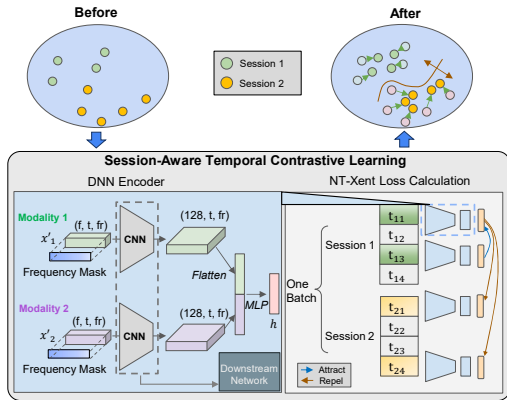 Before
After
Session 1
Session 2
Session-Aware Temporal Contrastive Learning
DNN Encoder
NT-Xent Loss Calculation
Modality 1
(f, t, fr)
x'₁
Frequency Mask
CNN
(128, t, fr)
Flatten
Modality 2
(f, t, fr)
x'₂
Frequency Mask
CNN
(128, t, fr)
MLP
h
Downstream
Network
One
Batch
Session 1
Session 2
t₁₁
t₁₂
t₁₃
t₁₄
t₂₁
t₂₂
t₂₃
t₂₄
Attract
Repel